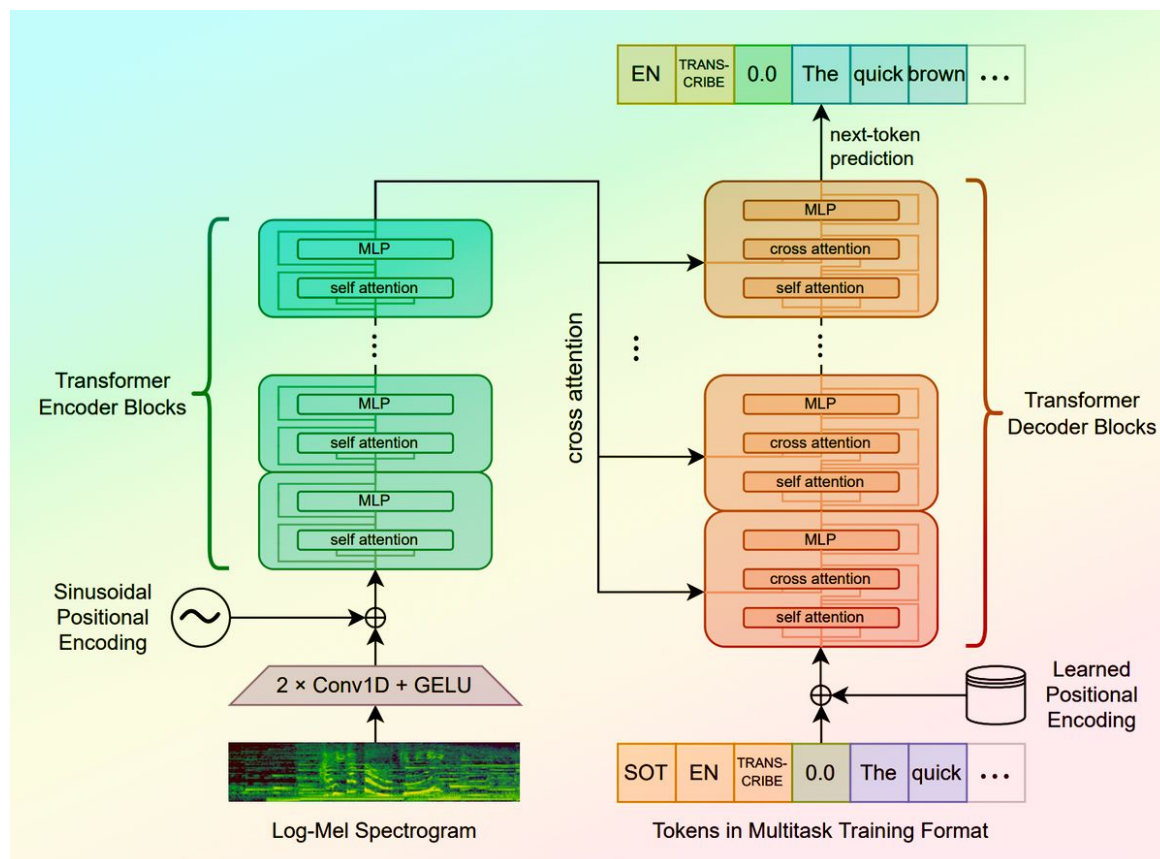 EN TRANS-CRIBE 0.0 The quick brown ...
next-token
prediction
MLP
cross attention
self attention
...
MLP
cross attention
self attention
MLP
cross attention
self attention
Transformer
Decoder Blocks
cross attention
...
MLP
self attention
...
MLP
self attention
MLP
self attention
Transformer
Encoder Blocks
Sinusoidal
Positional
Encoding
2 × Conv1D + GELU
Log-Mel Spectrogram
Learned
Positional
Encoding
SOT EN TRANS-CRIBE 0.0 The quick ...
Tokens in Multitask Training Format